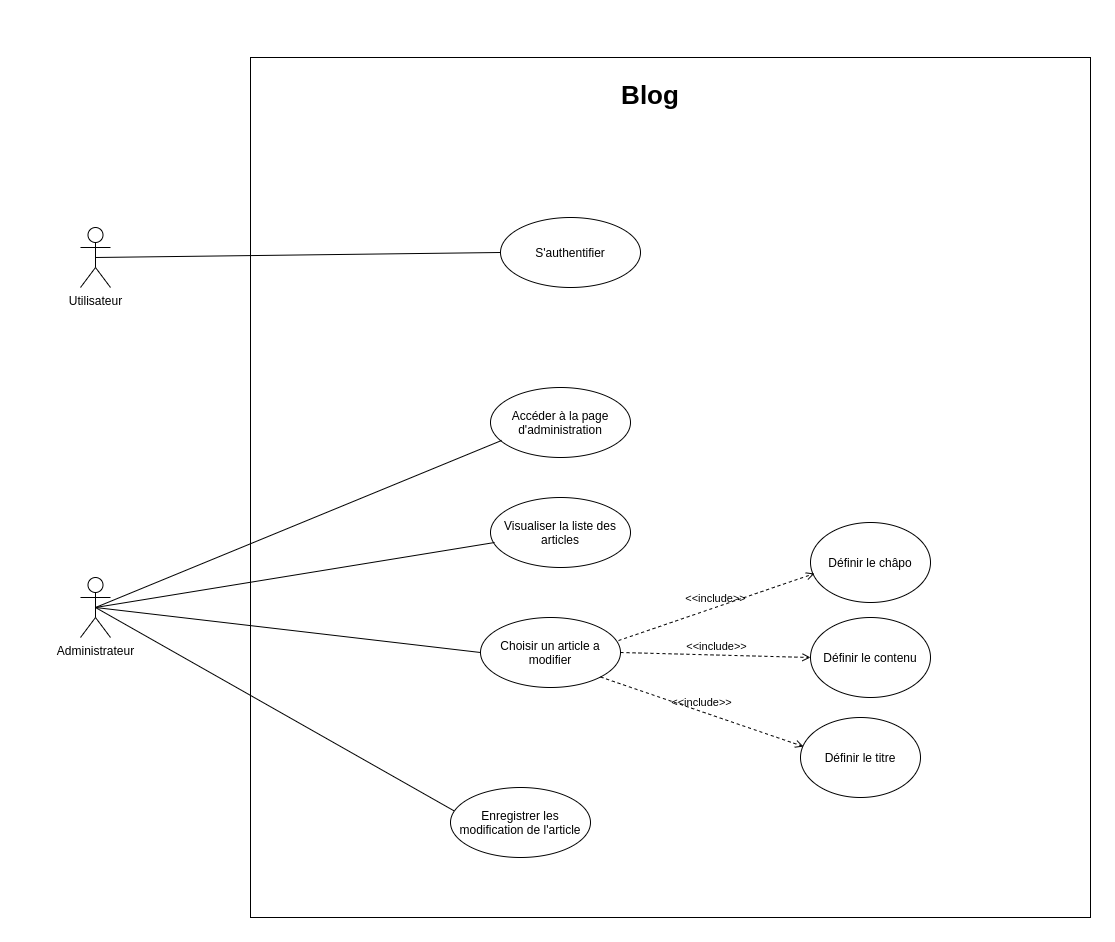 Blog
S'authentifier
Utilisateur
Accéder à la page
d'administration
Visualiser la liste des
articles
Définir le châpo
<<include>>
Administrateur
Choisir un article a
modifier
<<include>>
Définir le contenu
<<include>>
Définir le titre
Enregistrer les
modification de l'article